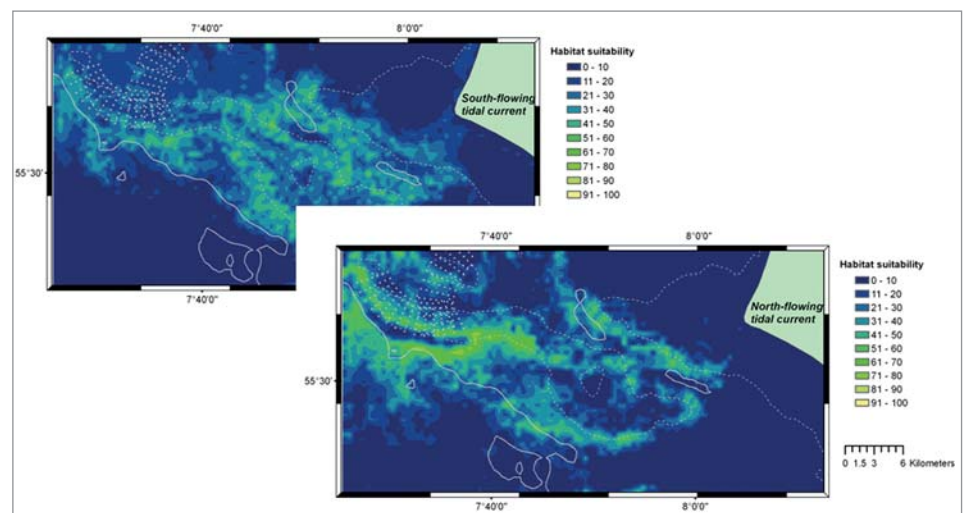 7°40'0"
8°0'0"
Habitat suitability
0 - 10
11 - 20
21 - 30
31 - 40
41 - 50
51 - 60
61 - 70
71 - 80
81 - 90
91 - 100
South-flowing
tidal current
55°30'
7°40'0"
7°40'0"
8°0'0"
Habitat suitability
0 - 10
11 - 20
21 - 30
31 - 40
41 - 50
51 - 60
61 - 70
71 - 80
81 - 90
91 - 100
North-flowing
tidal current
55°30'
0 1.5 3 6 Kilometers
7°40'0"
8°0'0"